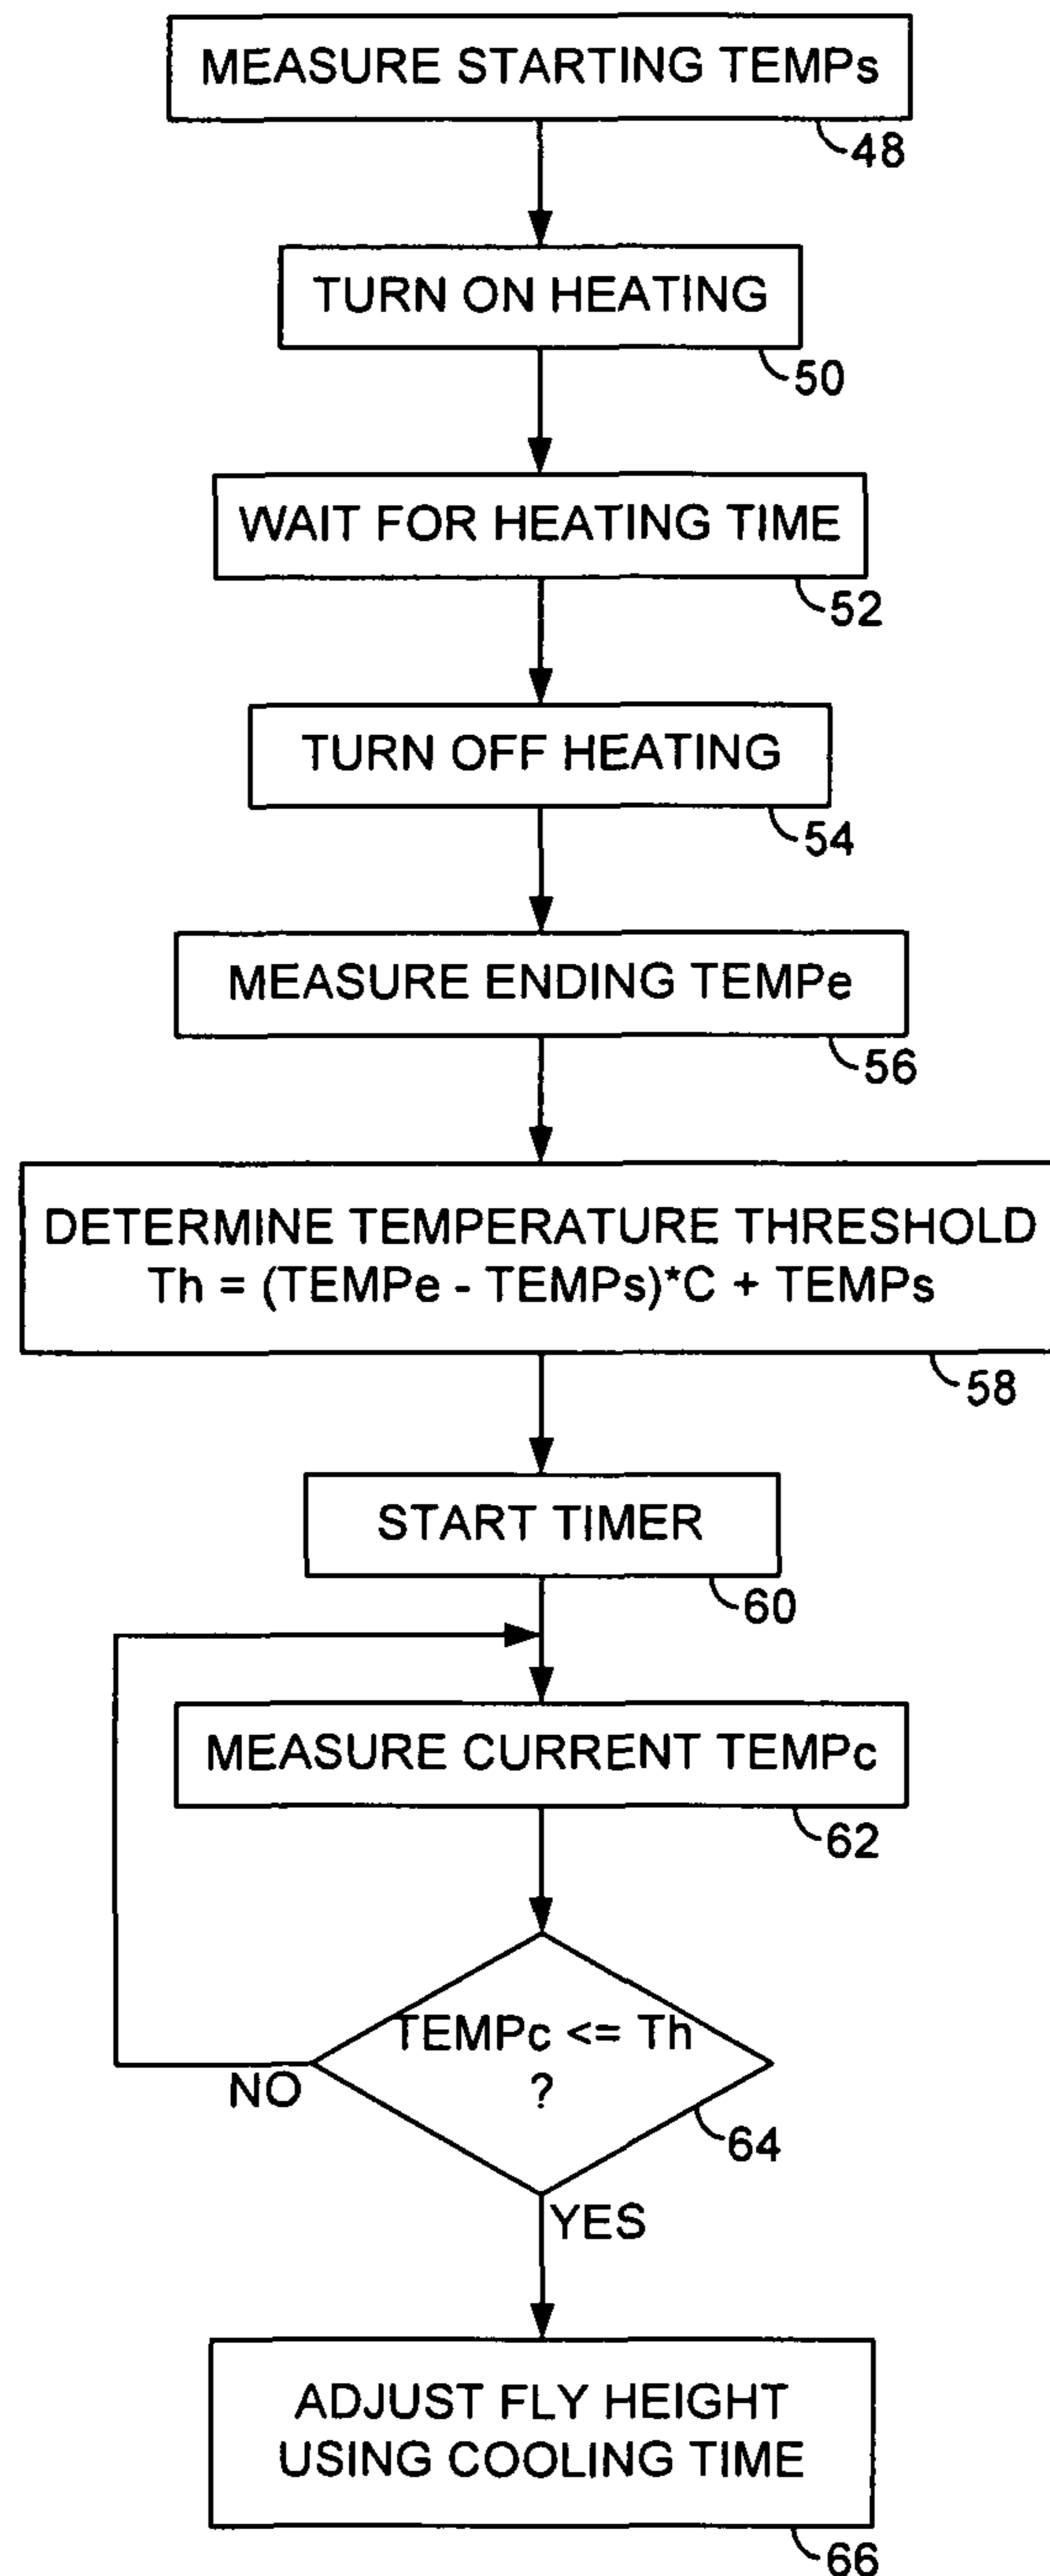 MEASURE STARTING TEMPs
48
TURN ON HEATING
50
WAIT FOR HEATING TIME
52
TURN OFF HEATING
54
MEASURE ENDING TEMPe
56
DETERMINE TEMPERATURE THRESHOLD
Th = (TEMPe - TEMPs)*C + TEMPs
58
START TIMER
60
MEASURE CURRENT TEMPc
62
TEMPc <= Th
?
NO
64
YES
ADJUST FLY HEIGHT
USING COOLING TIME
66